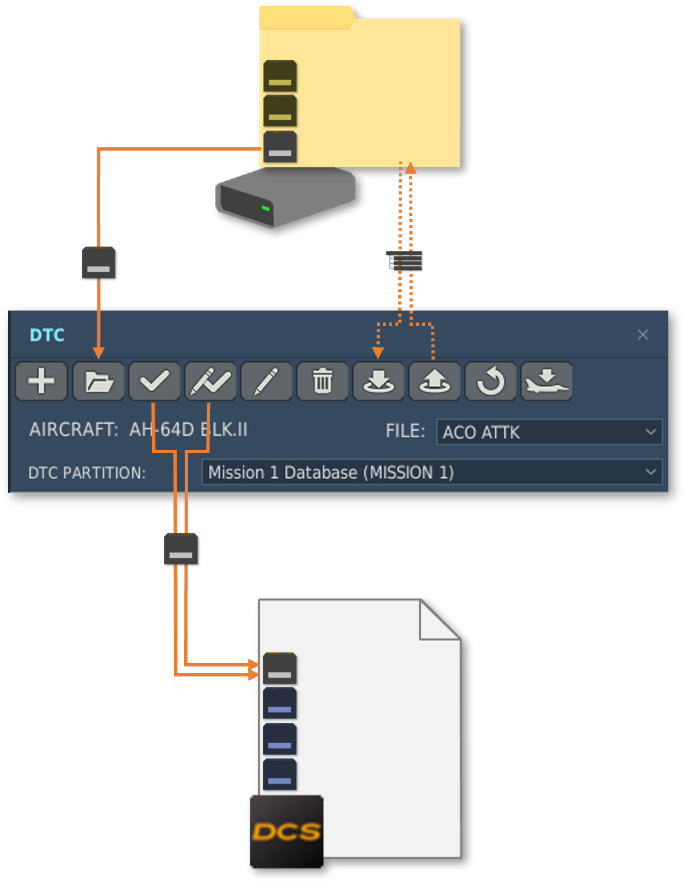 DTC
AIRCRAFT: AH-64D BLK.II
FILE: ACO ATTK
DTC PARTITION: Mission 1 Database (MISSION 1)
DCS